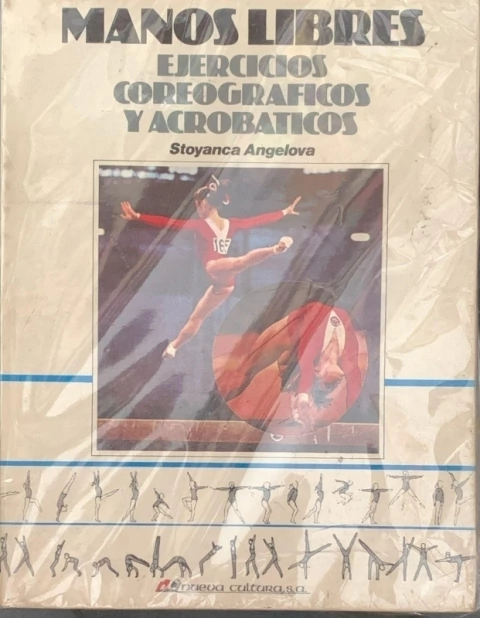 MANOS LIBRES
EJERCICIOS
COREOGRAFICOS
Y ACROBATICOS
Stoyanca Angelova
165
nueva cultura, s.a.